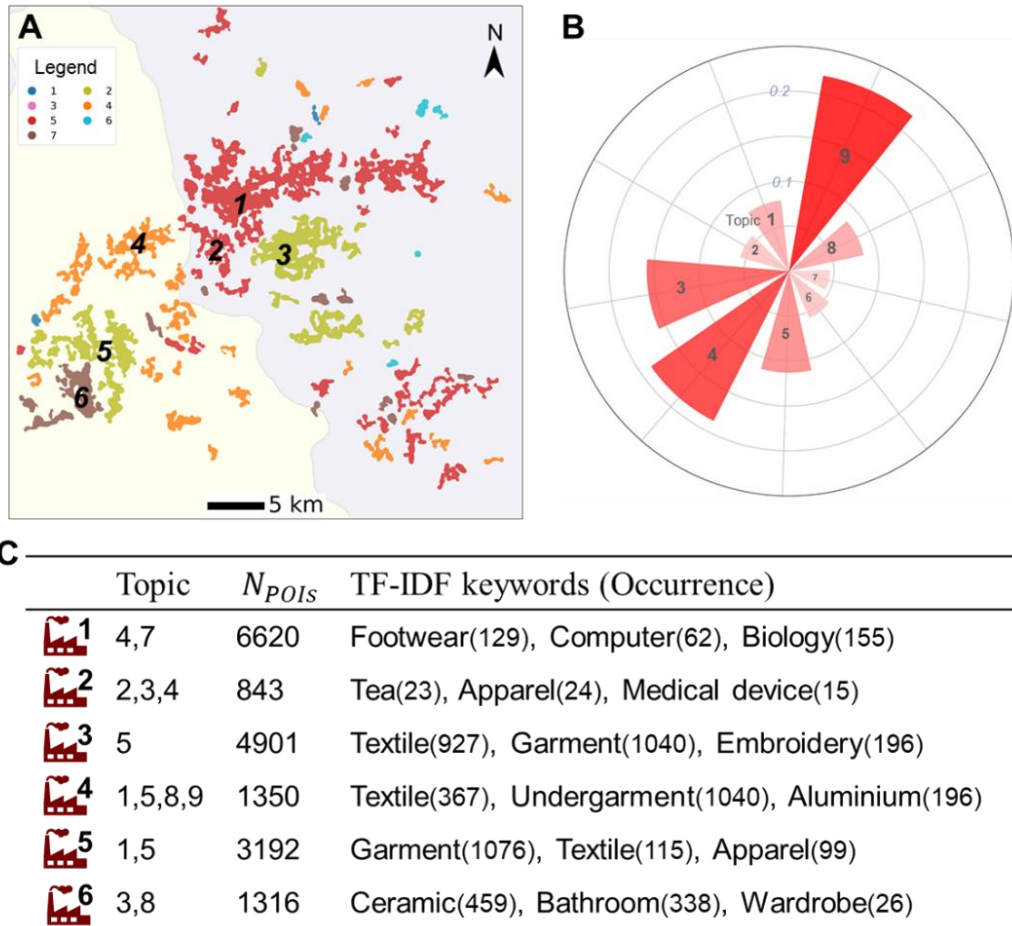 A
N
Legend
1 2
3 4
5 6
7
1
2
3
4
5
6
5 km
B
0.2
9
0.1
Topic 1
8
2
3
7
6
4
5
C
Topic N_POIs TF-IDF keywords (Occurrence)
1 4,7 6620 Footwear(129), Computer(62), Biology(155)
2 2,3,4 843 Tea(23), Apparel(24), Medical device(15)
3 5 4901 Textile(927), Garment(1040), Embroidery(196)
4 1,5,8,9 1350 Textile(367), Undergarment(1040), Aluminium(196)
5 1,5 3192 Garment(1076), Textile(115), Apparel(99)
6 3,8 1316 Ceramic(459), Bathroom(338), Wardrobe(26)